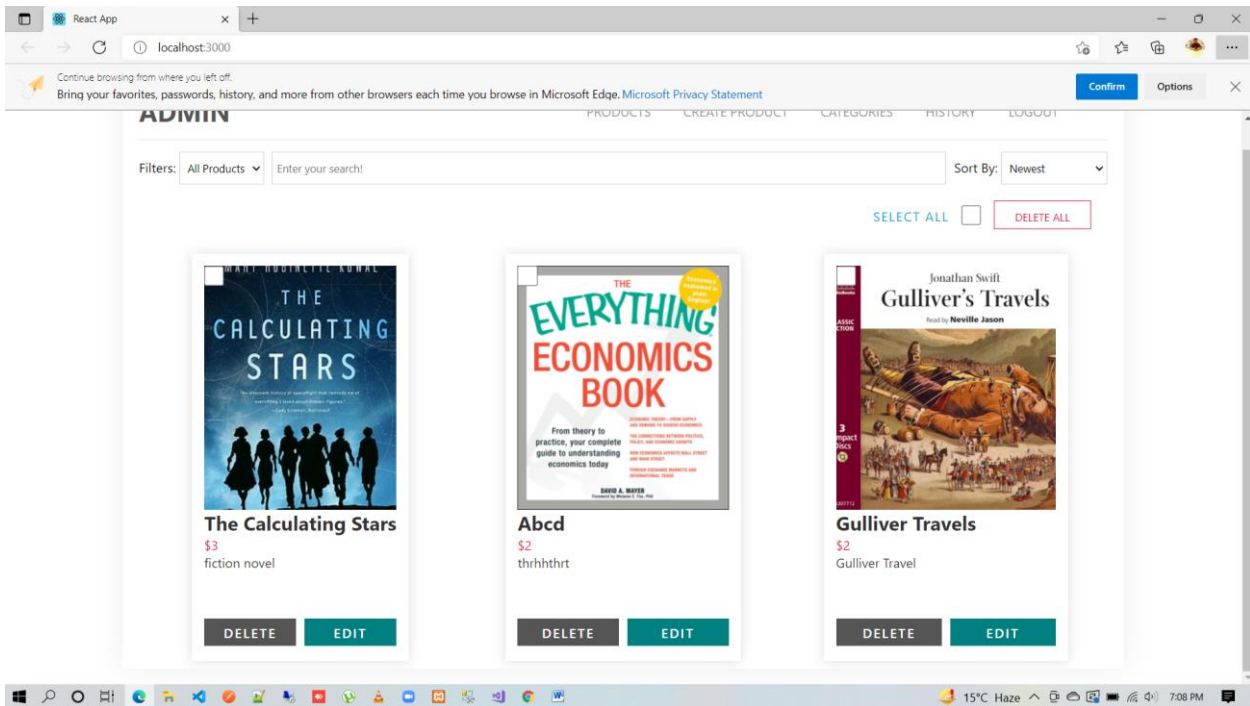 React App
localhost:3000
Continue browsing from where you left off.
Bring your favorites, passwords, history, and more from other browsers each time you browse in Microsoft Edge. Microsoft Privacy Statement
Confirm
Options
ADMIN
PRODUCTS
CREATE PRODUCT
CATEGORIES
HISTORY
LOGOUT
Filters:
All Products
Enter your search!
Sort By:
Newest
SELECT ALL
DELETE ALL
MARY ROBINETTE KOWAL
THE
CALCULATING
STARS
The Calculating Stars
$3
fiction novel
DELETE
EDIT
THE
EVERYTHING
ECONOMICS
BOOK
From theory to
practice, your complete
guide to understanding
economics today
DAVID A. MAYER
Abcd
$2
thrhhthrt
DELETE
EDIT
Jonathan Swift
Gulliver's Travels
Read by Neville Jason
3
Gulliver Travels
$2
Gulliver Travel
DELETE
EDIT
15°C Haze
7:08 PM